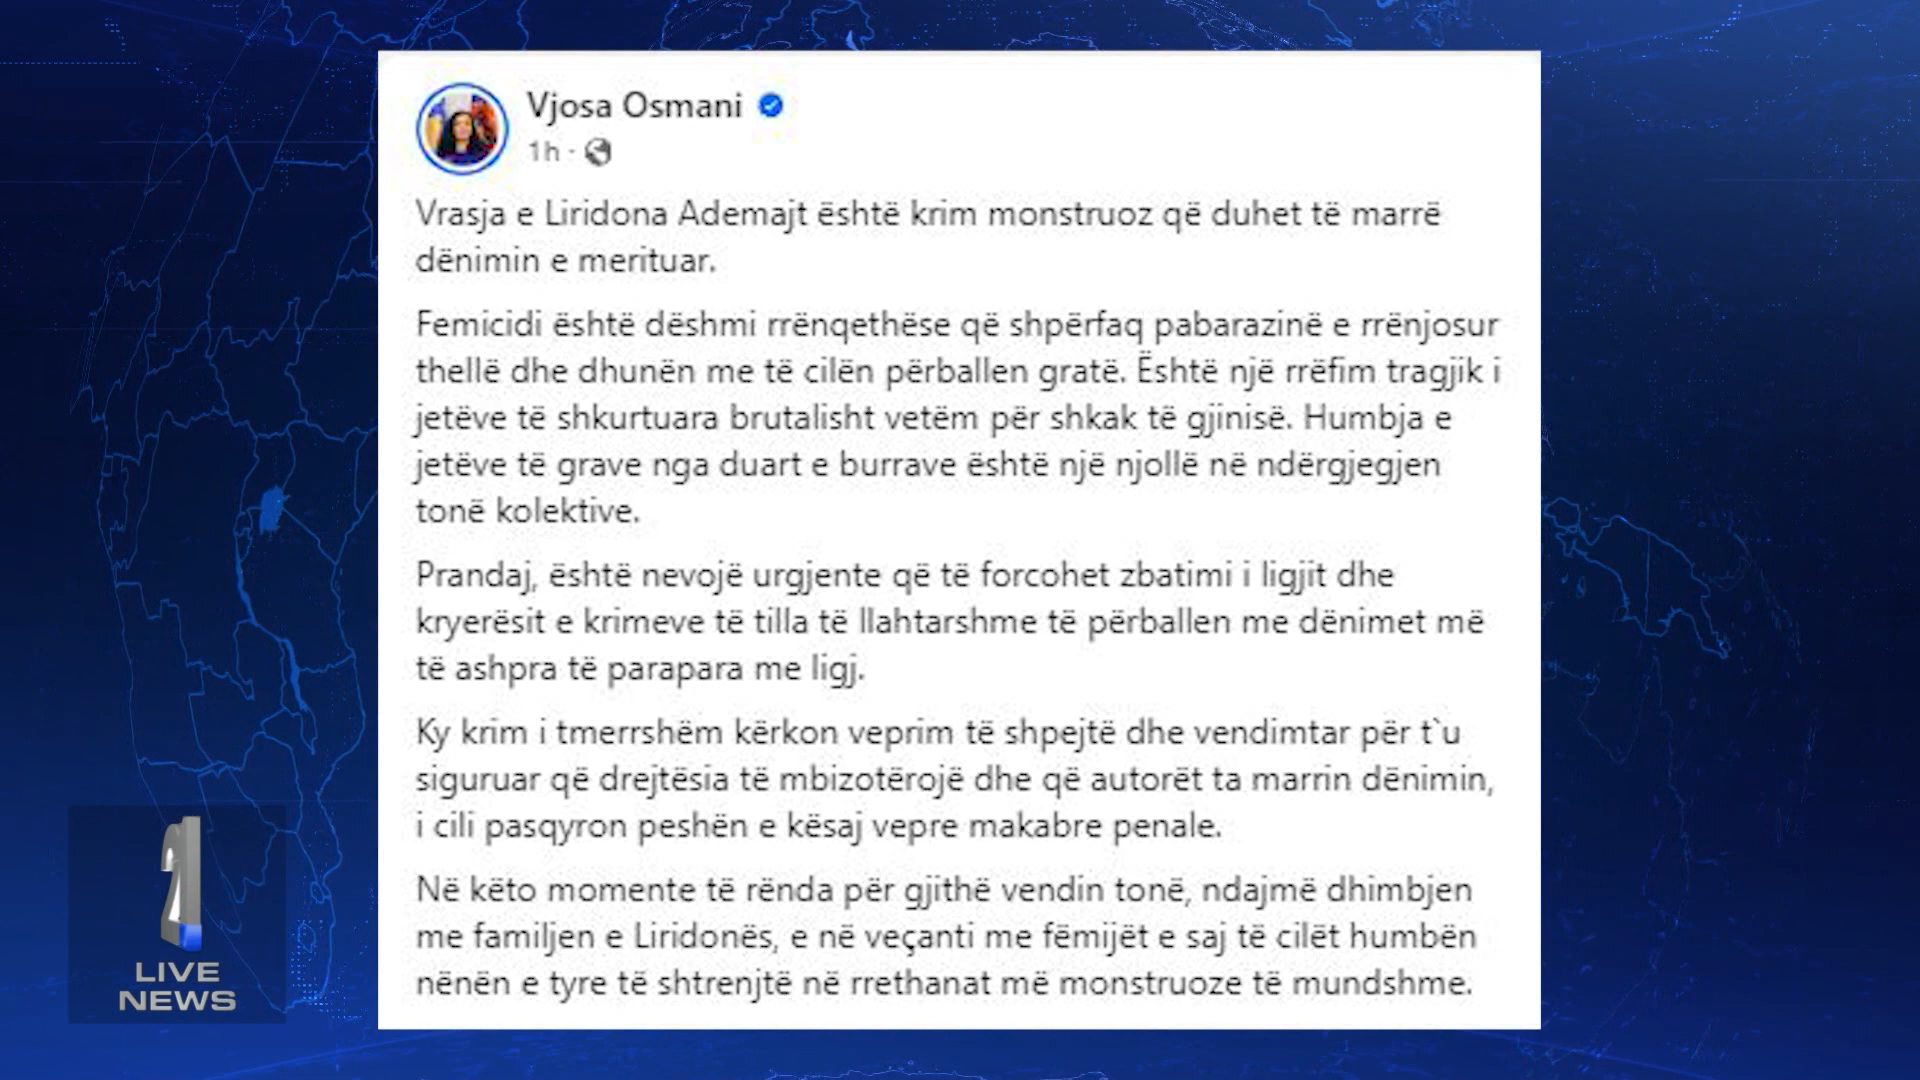 Vjosa Osmani
1h ·
Vrasja e Liridona Ademajt është krim monstruoz që duhet të marrë
dënimin e merituar.
Femicidi është dëshmi rrënqethëse që shpërfaq pabarazinë e rrënjosur
thellë dhe dhunën me të cilën përballen gratë. Është një rrëfim tragjik i
jetëve të shkurtuara brutalisht vetëm për shkak të gjinisë. Humbja e
jetëve të grave nga duart e burrave është një njollë në ndërgjegjen
tonë kolektive.
Prandaj, është nevojë urgjente që të forcohet zbatimi i ligjit dhe
kryerësit e krimeve të tilla të llahtarshme të përballen me dënimet më
të ashpra të parapara me ligj.
Ky krim i tmerrshëm kërkon veprim të shpejtë dhe vendimtar për t`u
siguruar që drejtësia të mbizotërojë dhe që autorët ta marrin dënimin,
i cili pasqyron peshën e kësaj vepre makabre penale.
Në këto momente të rënda për gjithë vendin tonë, ndajmë dhimbjen
me familjen e Liridonës, e në veçanti me fëmijët e saj të cilët humbën
nënën e tyre të shtrenjtë në rrethanat më monstruoze të mundshme.
21
LIVE
NEWS